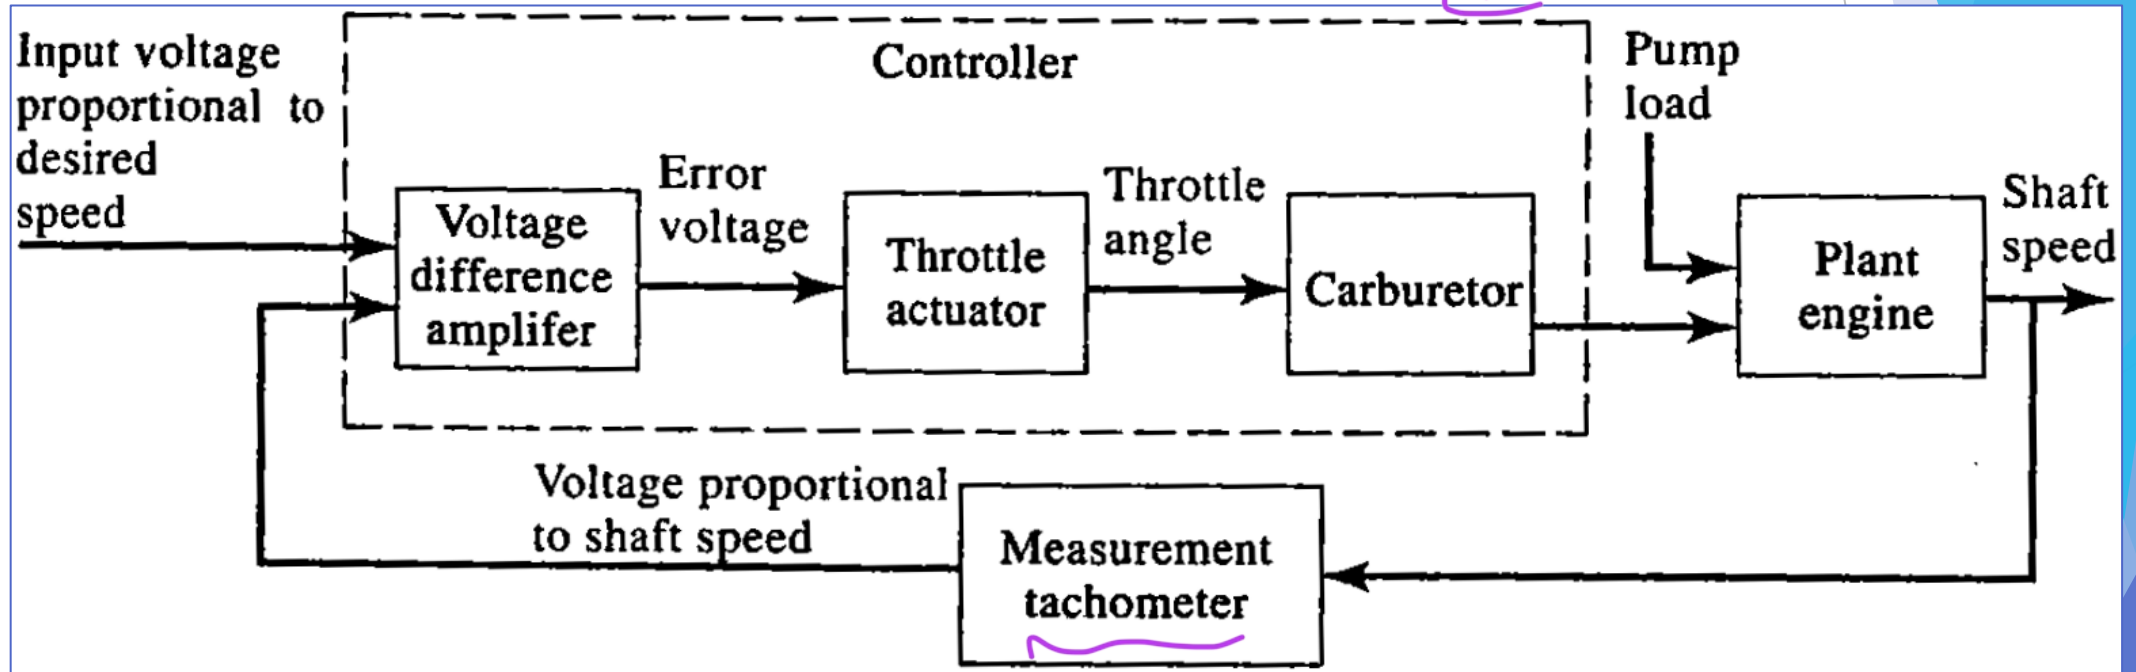 Input voltage
proportional to
desired
speed
Controller
Pump
load
Voltage
difference
amplifer
Error
voltage
Throttle
actuator
Throttle
angle
Carburetor
Plant
engine
Shaft
speed
Voltage proportional
to shaft speed
Measurement
tachometer